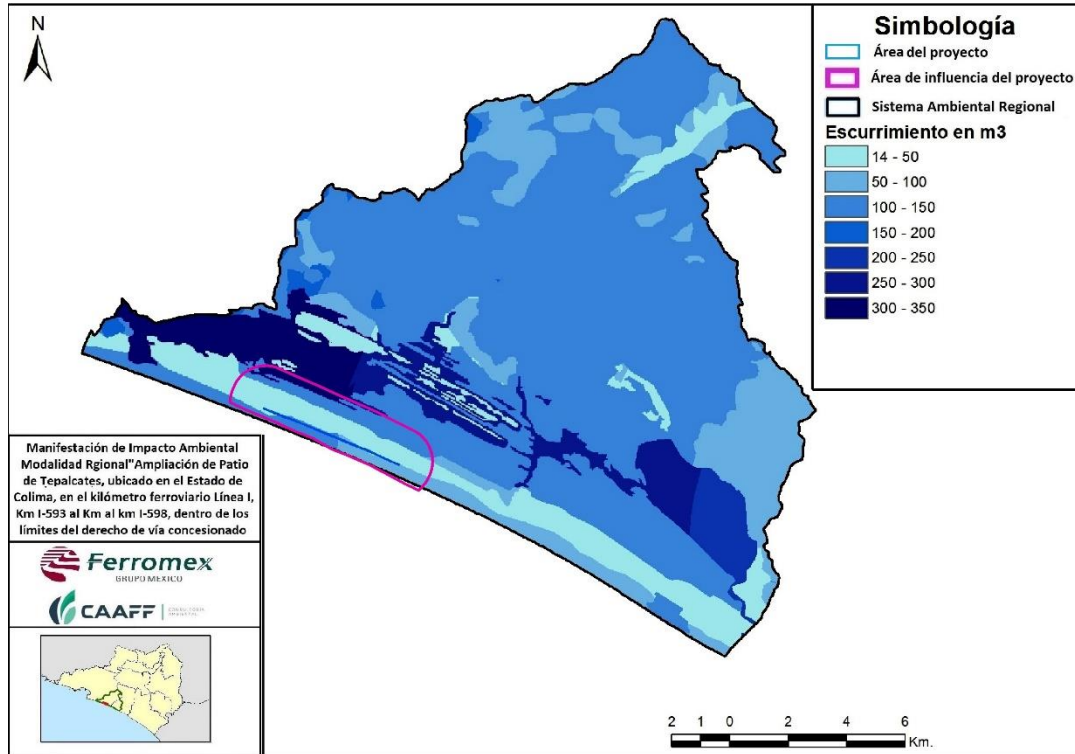 N
Simbología
Área del proyecto
Área de influencia del proyecto
Sistema Ambiental Regional
Escurrimiento en m3
14 - 50
50 - 100
100 - 150
150 - 200
200 - 250
250 - 300
300 - 350
Manifestación de Impacto Ambiental
Modalidad Rgional"Ampliación de Patio
de Tepalcates, ubicado en el Estado de
Colima, en el kilómetro ferroviario Línea I,
Km I-593 al Km al km I-598, dentro de los
límites del derecho de vía concesionado
Ferromex
GRUPO MEXICO
CAAFF
2 1 0 2 4 6
Km.